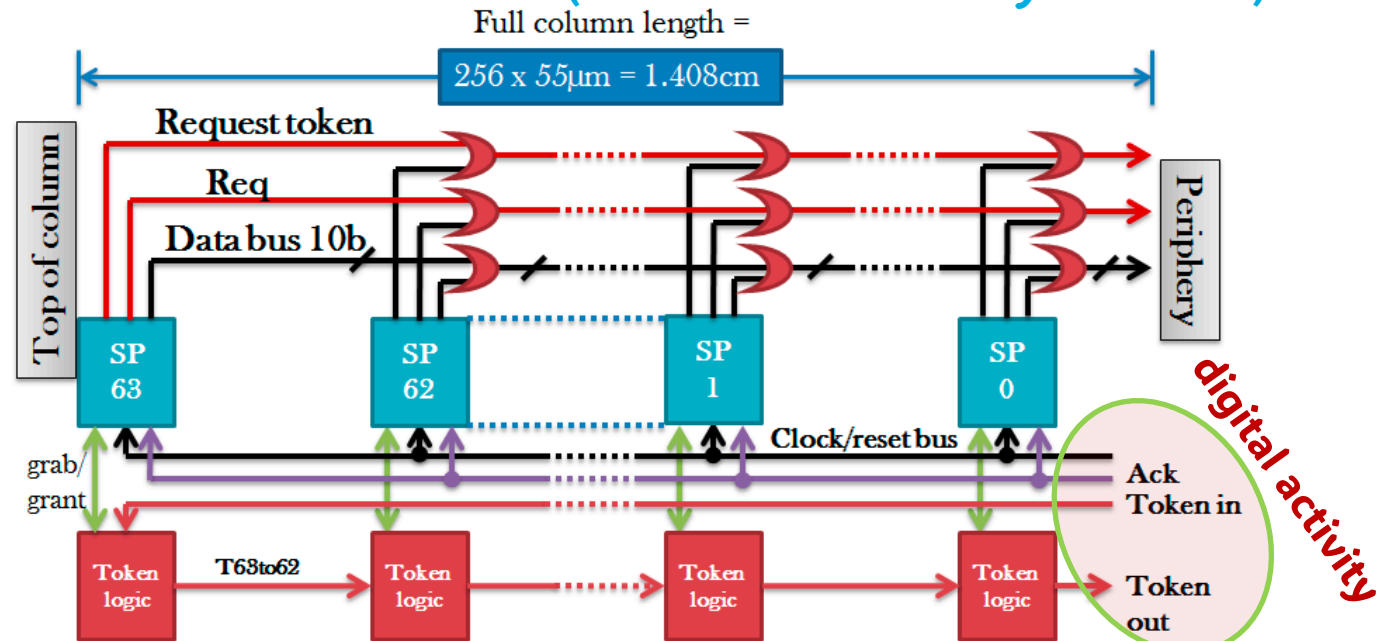 Full column length =
256 x 55µm = 1.408cm
Top of column
Request token
Req
Data bus 10b
Periphery
SP
63
SP
62
SP
1
SP
0
digital activity
Clock/reset bus
grab/
grant
Ack
Token in
Token
logic
T63to62
Token
logic
Token
logic
Token
logic
Token
out